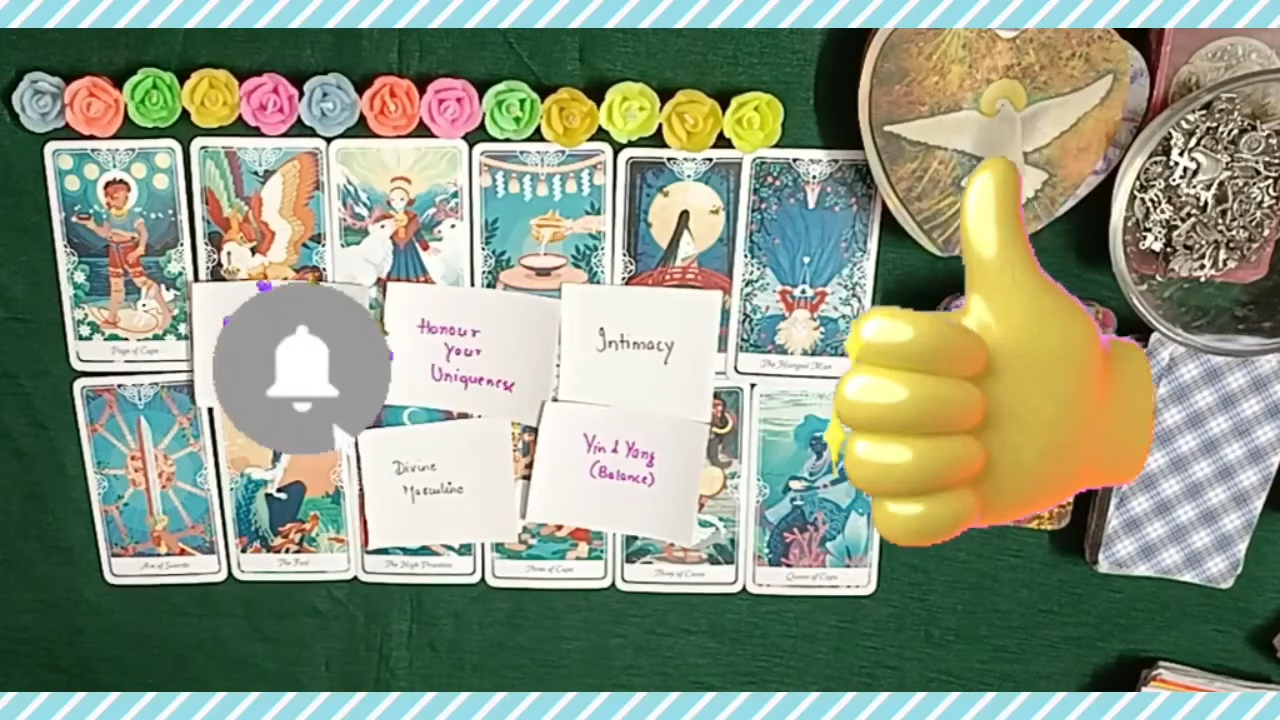 Page of Cups
The Hanged Man
Honour
Your
Uniqueness
Intimacy
Divine
Masculine
Yin & Yang
(Balance)
Ace of Swords
The Fool
The High Priestess
Three of Cups
Queen of Cups